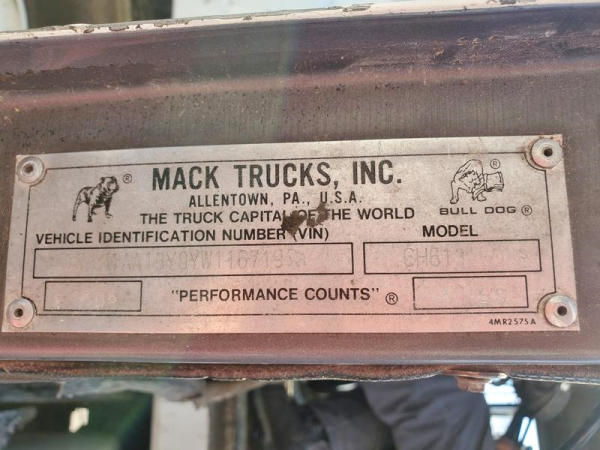 MACK TRUCKS, INC.
ALLENTOWN, PA., U.S.A.
THE TRUCK CAPITAL OF THE WORLD
BULL DOG ®
VEHICLE IDENTIFICATION NUMBER (VIN)
MODEL
CH613
"PERFORMANCE COUNTS" ®
4MR2575A